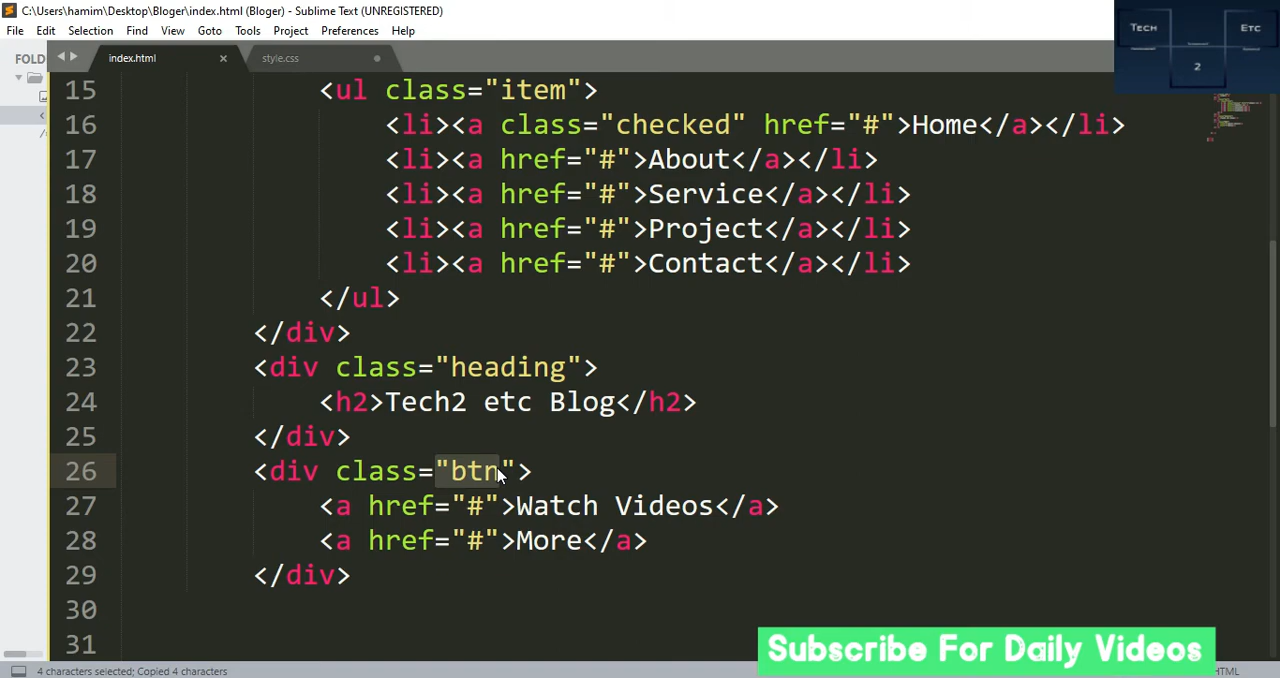 C:\Users\hamim\Desktop\Bloger\index.html (Bloger) - Sublime Text (UNREGISTERED)
File Edit Selection Find View Goto Tools Project Preferences Help
TECH ETC
2
FOLD
index.html × style.css
15 <ul class="item">
16 <li><a class="checked" href="#">Home</a></li>
17 <li><a href="#">About</a></li>
18 <li><a href="#">Service</a></li>
19 <li><a href="#">Project</a></li>
20 <li><a href="#">Contact</a></li>
21 </ul>
22 </div>
23 <div class="heading">
24 <h2>Tech2 etc Blog</h2>
25 </div>
26 <div class="btn">
27 <a href="#">Watch Videos</a>
28 <a href="#">More</a>
29 </div>
30
31
Subscribe For Daily Videos
4 characters selected; Copied 4 characters
HTML